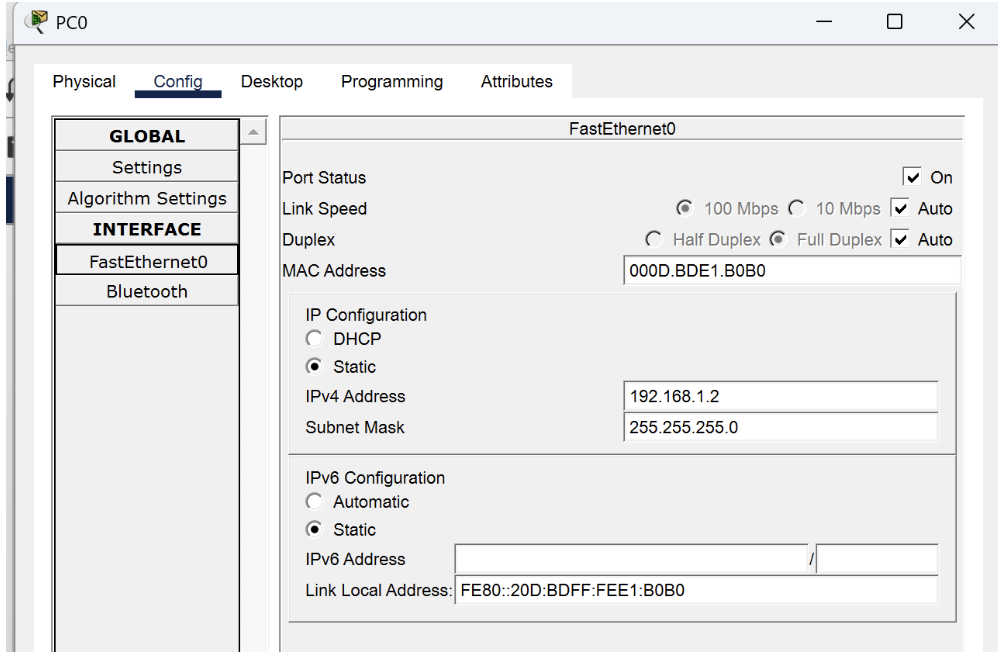 PC0
Physical Config Desktop Programming Attributes
GLOBAL
Settings
Algorithm Settings
INTERFACE
FastEthernet0
Bluetooth
FastEthernet0
Port Status On
Link Speed 100 Mbps 10 Mbps Auto
Duplex Half Duplex Full Duplex Auto
MAC Address 000D.BDE1.B0B0
IP Configuration
DHCP
Static
IPv4 Address 192.168.1.2
Subnet Mask 255.255.255.0
IPv6 Configuration
Automatic
Static
IPv6 Address /
Link Local Address: FE80::20D:BDFF:FEE1:B0B0